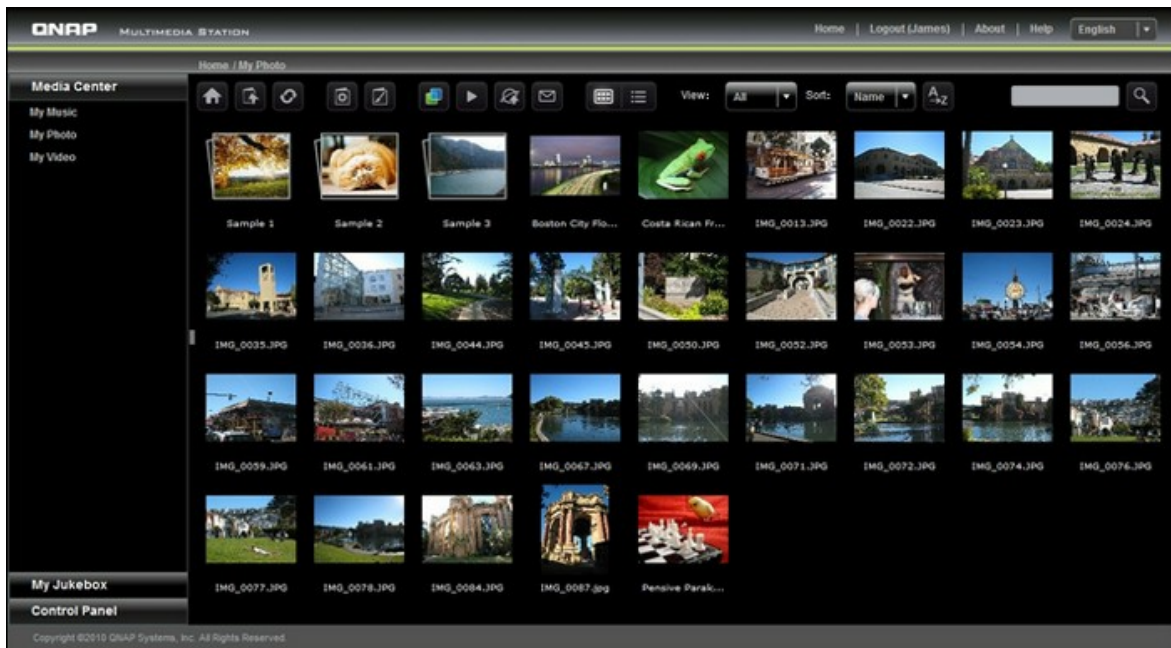 QNAP MULTIMEDIA STATION
Home | Logout (James) | About | Help English
Home / My Photo
Media Center
My Music
My Photo
My Video
View: All Sort: Name A→Z
Sample 1 Sample 2 Sample 3 Boston City Flo... Costa Rican Fr... IMG_0013.JPG IMG_0022.JPG IMG_0023.JPG IMG_0024.JPG
IMG_0035.JPG IMG_0036.JPG IMG_0044.JPG IMG_0045.JPG IMG_0050.JPG IMG_0052.JPG IMG_0053.JPG IMG_0054.JPG IMG_0056.JPG
IMG_0059.JPG IMG_0061.JPG IMG_0063.JPG IMG_0067.JPG IMG_0069.JPG IMG_0071.JPG IMG_0072.JPG IMG_0074.JPG IMG_0076.JPG
IMG_0077.JPG IMG_0078.JPG IMG_0084.JPG IMG_0087.jpg Pensive Parak...
My Jukebox
Control Panel
Copyright ©2010 QNAP Systems, Inc. All Rights Reserved.